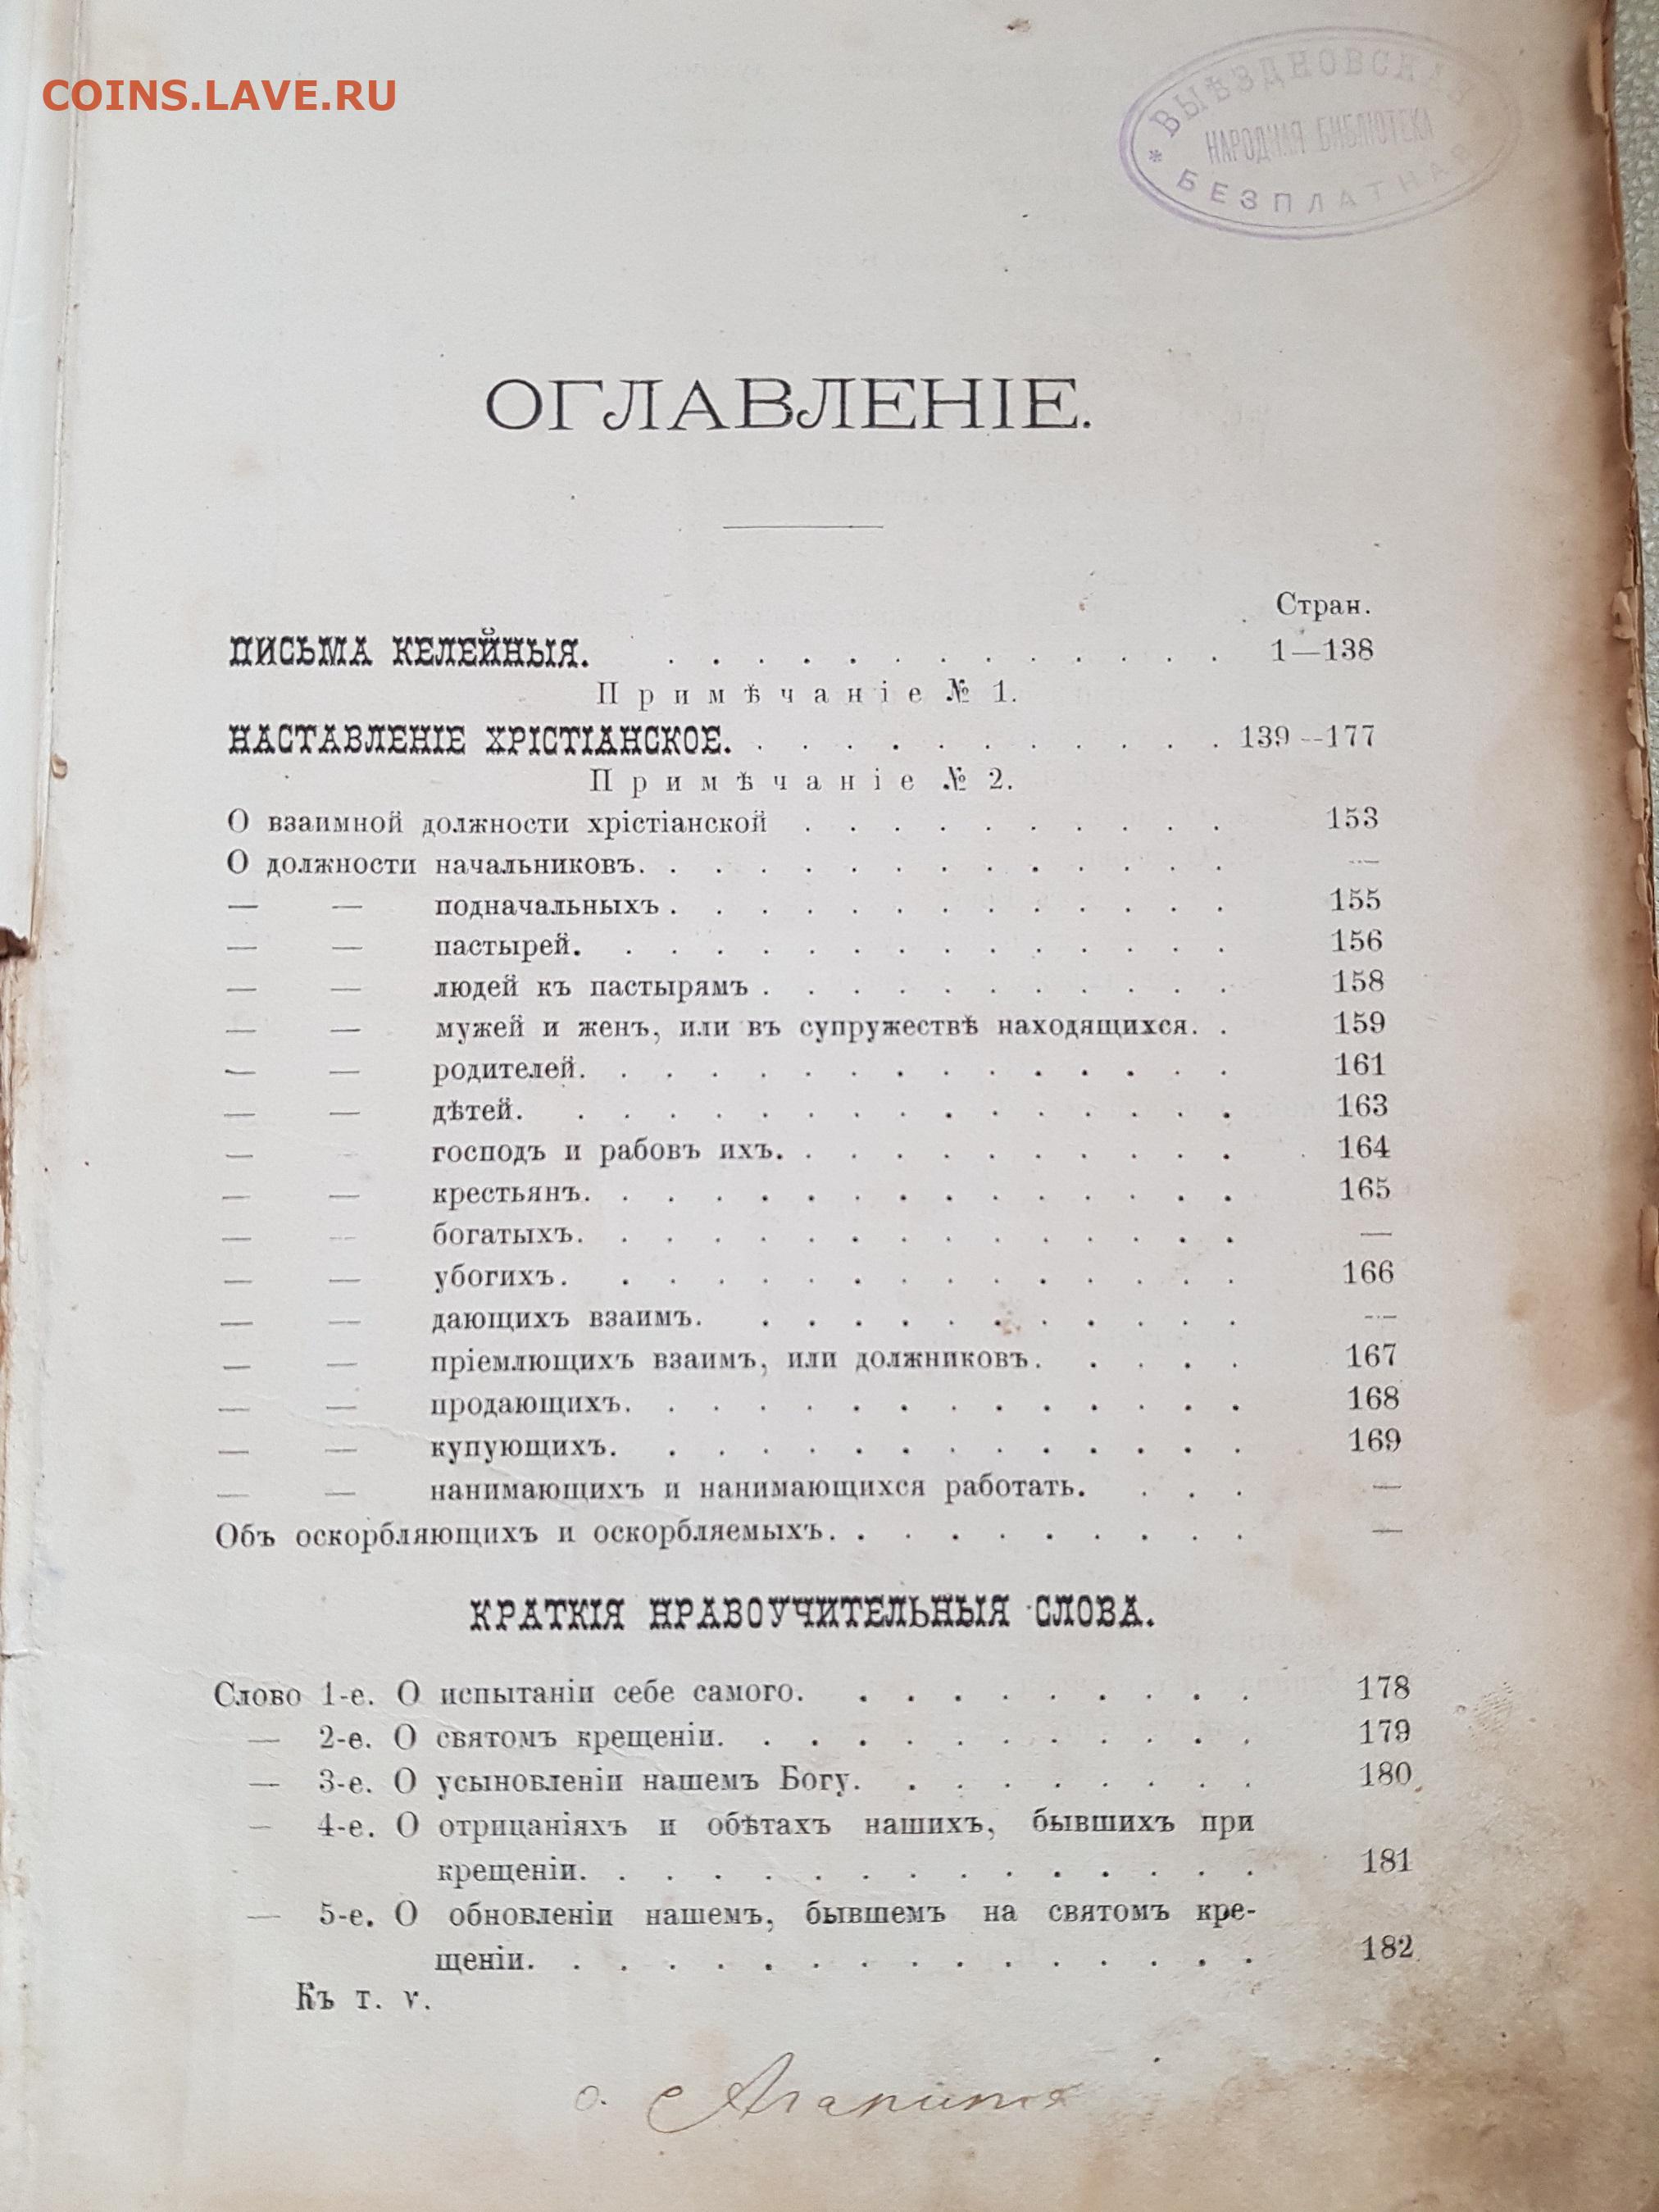 COINS.LAVE.RU
ВЫѢЗДНОВСКАЯ
НАРОДНАЯ БИБЛІОТЕКА
* БЕЗПЛАТНАЯ
ОГЛАВЛЕНІЕ.
Стран.
ПИСЬМА КЕЛЕЙНЫЯ. . . . . . . . . . . . . . 1—138
Примѣчаніе № 1.
НАСТАВЛЕНІЕ ХРІСТІАНСКОЕ. . . . . . . . . . . . 139—177
Примѣчаніе № 2.
О взаимной должности хрістіанской . . . . . . . . . . 153
О должности начальниковъ. . . . . . . . . . . . . . —
— — подначальныхъ . . . . . . . . . . . . . 155
— — пастырей. . . . . . . . . . . . . . . 156
— — людей къ пастырямъ . . . . . . . . . . . 158
— — мужей и женъ, или въ супружествѣ находящихся. . 159
— — родителей. . . . . . . . . . . . . . . 161
— — дѣтей. . . . . . . . . . . . . . . . 163
— — господъ и рабовъ ихъ. . . . . . . . . . . 164
— — крестьянъ. . . . . . . . . . . . . . . 165
— — богатыхъ. . . . . . . . . . . . . . . —
— — убогихъ. . . . . . . . . . . . . . . 166
— — дающихъ взаимъ. . . . . . . . . . . . —
— — пріемлющихъ взаимъ, или должниковъ. . . . . 167
— — продающихъ. . . . . . . . . . . . . . 168
— — купующихъ. . . . . . . . . . . . . . 169
— — нанимающихъ и нанимающихся работать. . . . —
Объ оскорбляющихъ и оскорбляемыхъ. . . . . . . . . . —
КРАТКІЯ НРАВОУЧИТЕЛЬНЫЯ СЛОВА.
Слово 1-е. О испытаніи себе самого. . . . . . . . . . 178
— 2-е. О святомъ крещеніи. . . . . . . . . . . . 179
— 3-е. О усыновленіи нашемъ Богу. . . . . . . . . 180
— 4-е. О отрицаніяхъ и обѣтахъ нашихъ, бывшихъ при
крещеніи. . . . . . . . . . . . . . . 181
— 5-е. О обновленіи нашемъ, бывшемъ на святомъ кре-
щеніи. . . . . . . . . . . . . . . . 182
Къ т. v.
о. Агапита